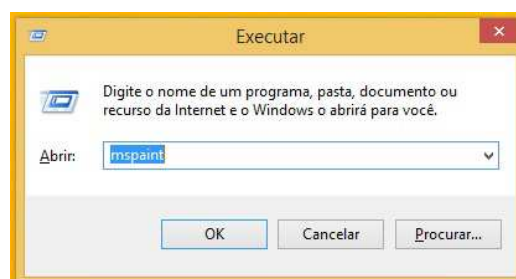 Executar
Digite o nome de um programa, pasta, documento ou
recurso da Internet e o Windows o abrirá para você.
Abrir: mspaint
OK Cancelar Procurar...